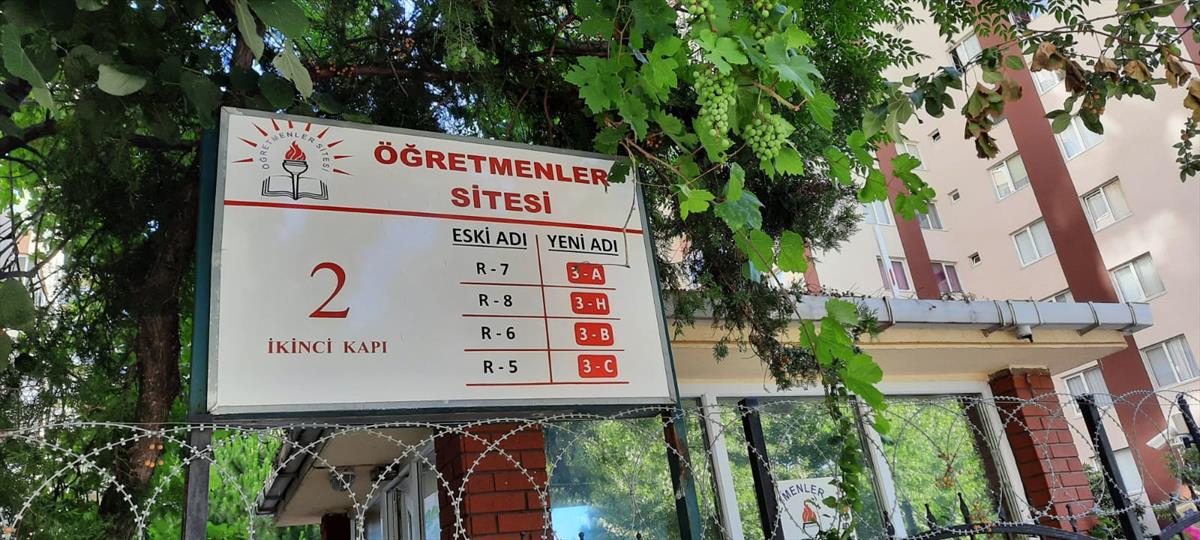 ÖĞRETMENLER SİTESİ
ÖĞRETMENLER
SİTESİ
ESKİ ADI YENİ ADI
R - 7 3 - A
R - 8 3 - H
R - 6 3 - B
R - 5 3 - C
2
İKİNCİ KAPI